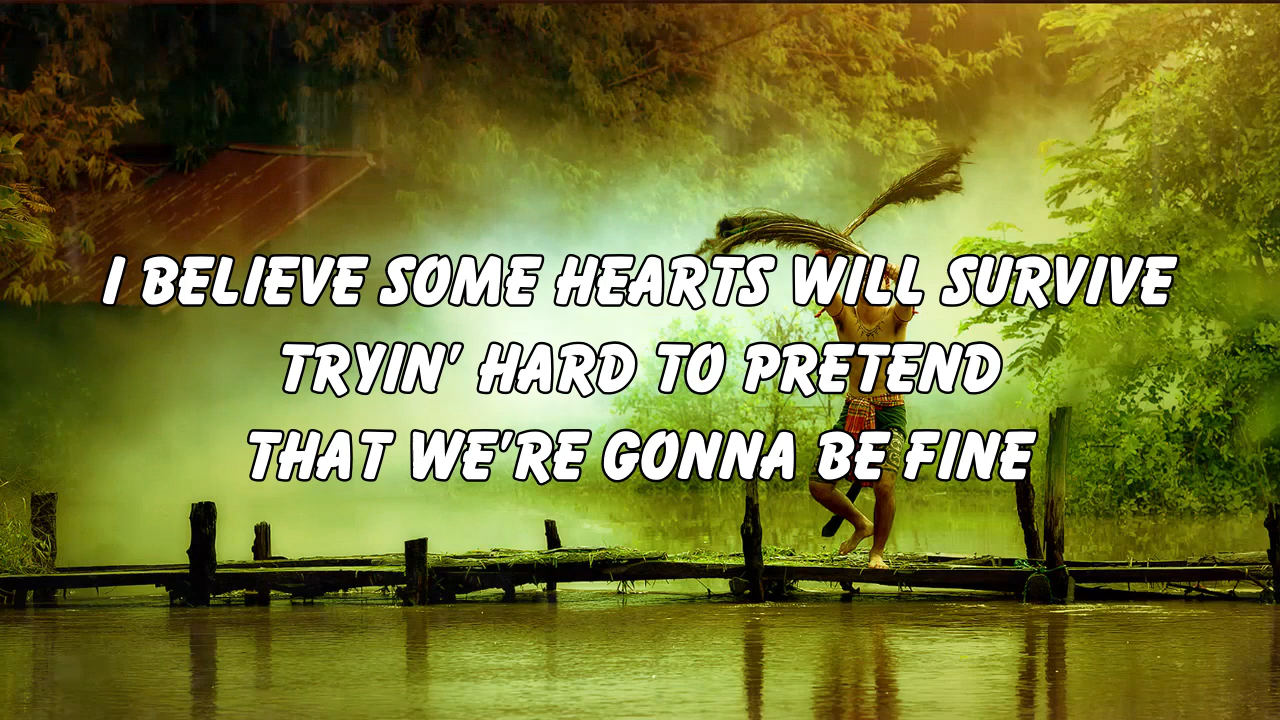 I BELIEVE SOME HEARTS WILL SURVIVE
TRYIN' HARD TO PRETEND
THAT WE'RE GONNA BE FINE